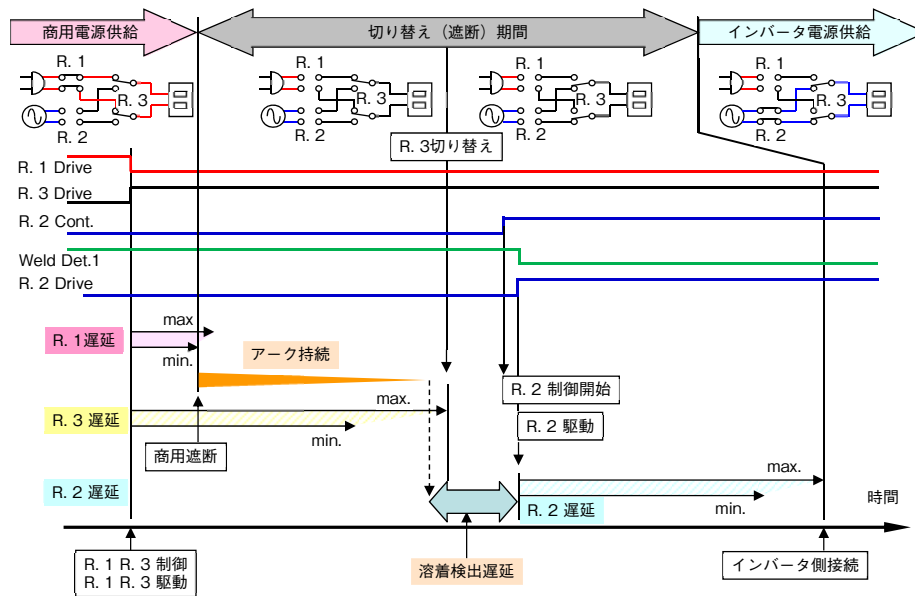 商用電源供給
切り替え（遮断）期間
インバータ電源供給
R. 1
R. 3
R. 2
R. 1
R. 3
R. 2
R. 1
R. 3
R. 2
R. 1
R. 3
R. 2
R. 3切り替え
R. 1 Drive
R. 3 Drive
R. 2 Cont.
Weld Det.1
R. 2 Drive
R. 1遅延
max
min.
アーク持続
R. 2 制御開始
R. 3 遅延
max.
min.
R. 2 駆動
商用遮断
R. 2 遅延
max.
min.
R. 2 遅延
時間
R. 1 R. 3 制御
R. 1 R. 3 駆動
溶着検出遅延
インバータ側接続